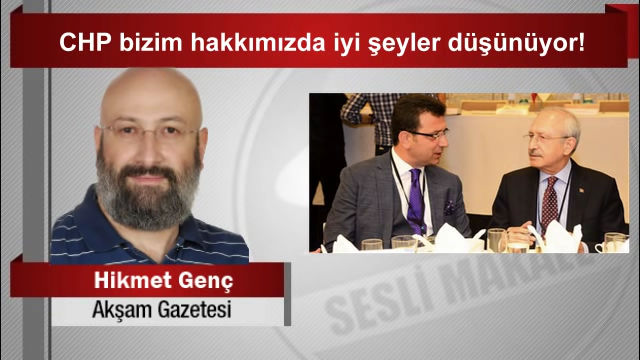 CHP bizim hakkımızda iyi şeyler düşünüyor!
Hikmet Genç
Akşam Gazetesi
SESLİ MAKALE